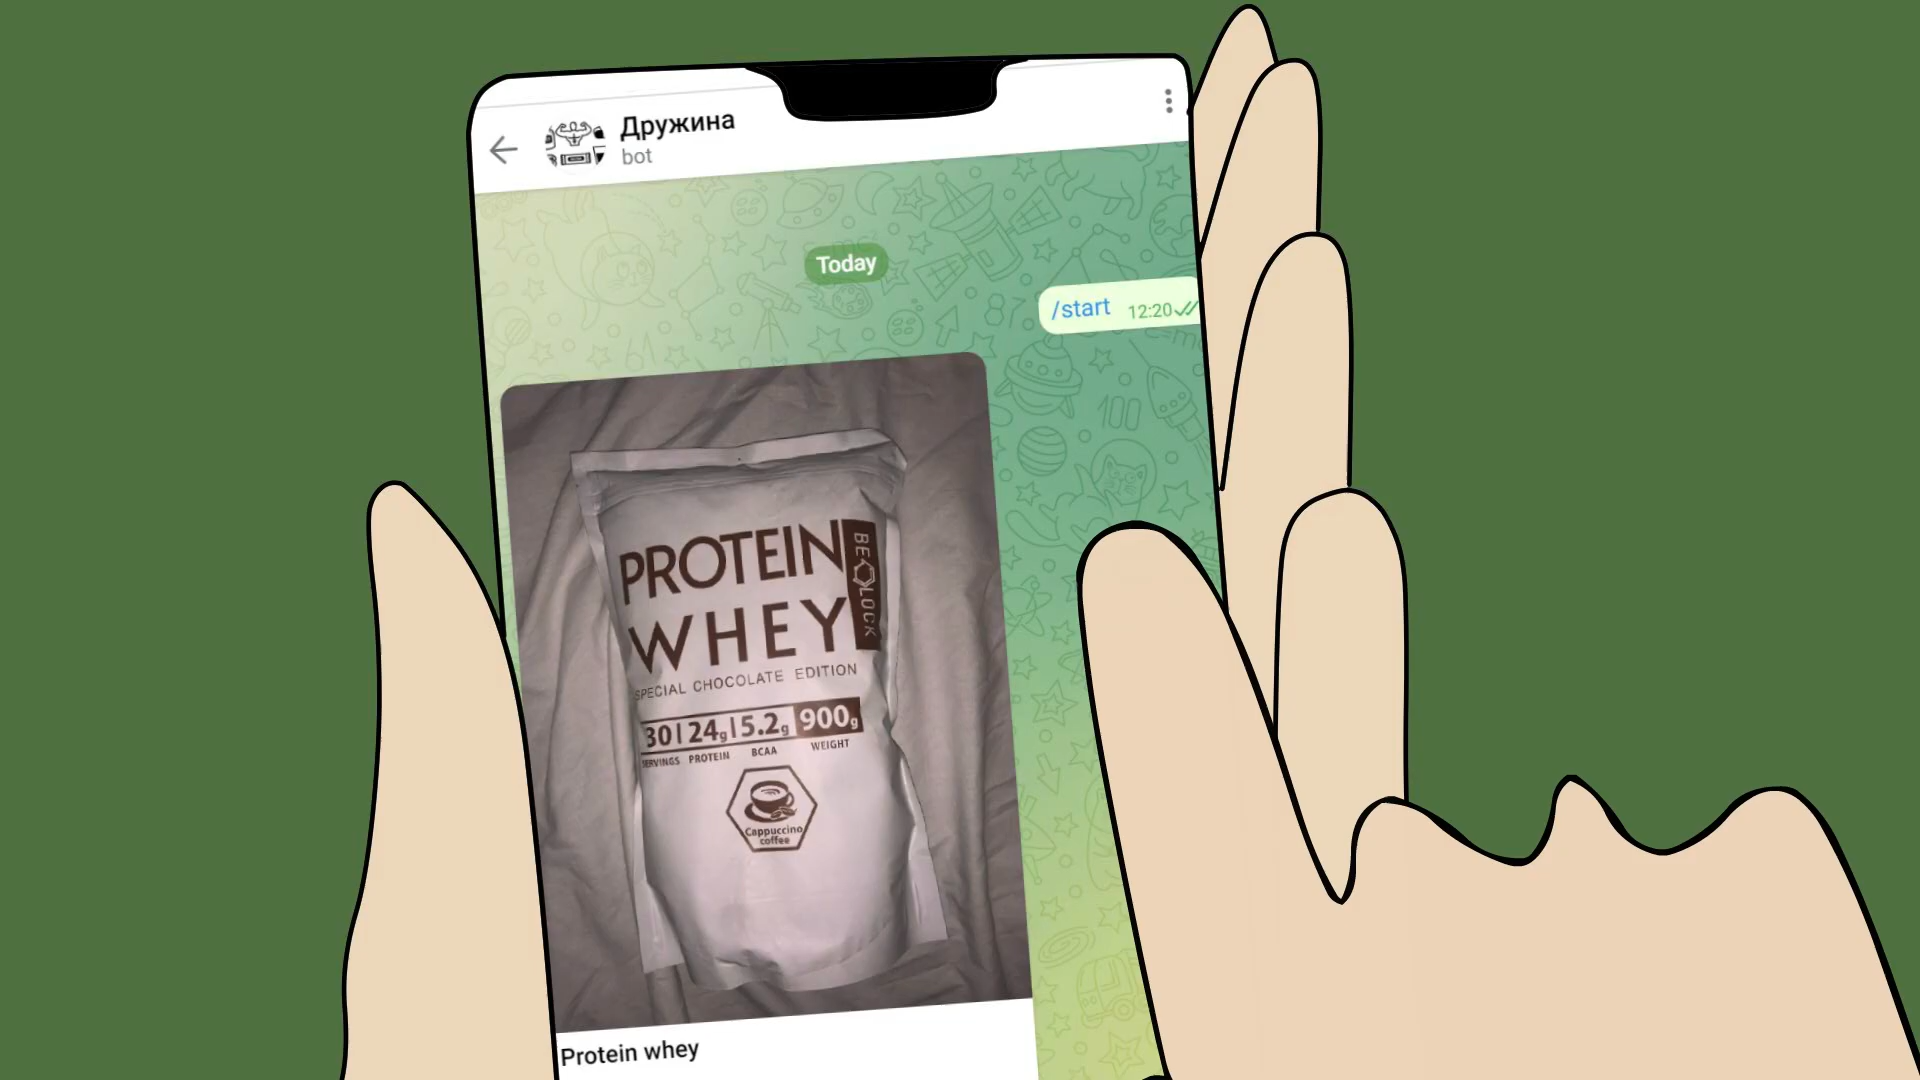 Дружина
bot
Today
/start 12:20
PROTEIN
WHEY
BE LOCK
SPECIAL CHOCOLATE EDITION
30 24g 5.2g 900g
SERVINGS PROTEIN BCAA WEIGHT
Cappuccino
coffee
Protein whey